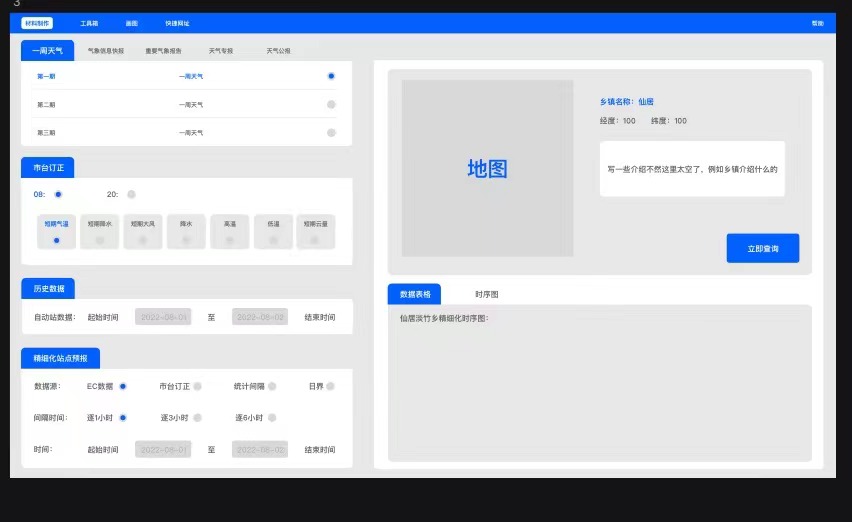 3
材料制作 工具箱 画图 快速网址 帮助
一周天气 气象信息快报 重要气象报告 天气专报 天气公报
第一期 一周天气
第二期 一周天气
第三期 一周天气
市台订正
08: 20:
短期气温 短期降水 短期大风 降水 高温 低温 短期云量
历史数据
自动站数据: 起始时间 2022-08-01 至 2022-08-02 结束时间
精细化站点预报
数据源: EC数据 市台订正 统计间隔 日界
间隔时间: 逐1小时 逐3小时 逐6小时
时间: 起始时间 2022-08-01 至 2022-08-02 结束时间
地图
乡镇名称: 仙居
经度: 100 纬度: 100
写一些介绍不然这里太空了，例如乡镇介绍什么的
立即查询
数据表格 时序图
仙居淡竹乡精细化时序图: